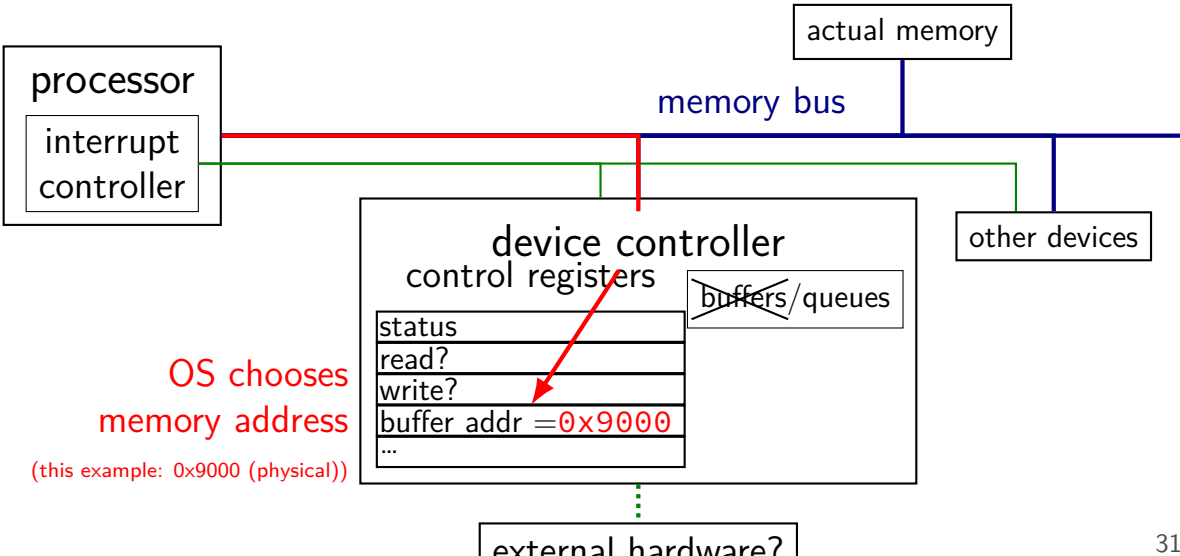 actual memory
processor
memory bus
interrupt
controller
other devices
device controller
control registers
buffers/queues
status
read?
write?
buffer addr =0x9000
...
OS chooses
memory address
(this example: 0x9000 (physical))
external hardware?
31